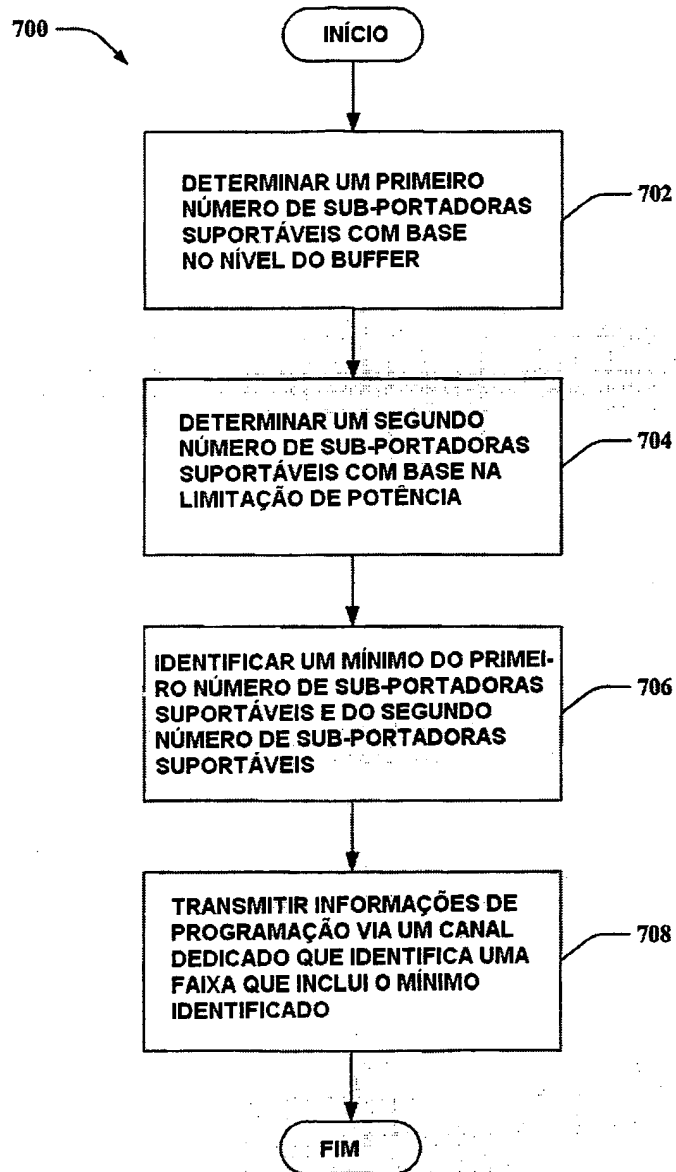 700
INÍCIO
DETERMINAR UM PRIMEIRO
NÚMERO DE SUB-PORTADORAS
SUPORTÁVEIS COM BASE
NO NÍVEL DO BUFFER
702
DETERMINAR UM SEGUNDO
NÚMERO DE SUB-PORTADORAS
SUPORTÁVEIS COM BASE NA
LIMITAÇÃO DE POTÊNCIA
704
IDENTIFICAR UM MÍNIMO DO PRIMEI-
RO NÚMERO DE SUB-PORTADORAS
SUPORTÁVEIS E DO SEGUNDO
NÚMERO DE SUB-PORTADORAS
SUPORTÁVEIS
706
TRANSMITIR INFORMAÇÕES DE
PROGRAMAÇÃO VIA UM CANAL
DEDICADO QUE IDENTIFICA UMA
FAIXA QUE INCLUI O MÍNIMO
IDENTIFICADO
708
FIM